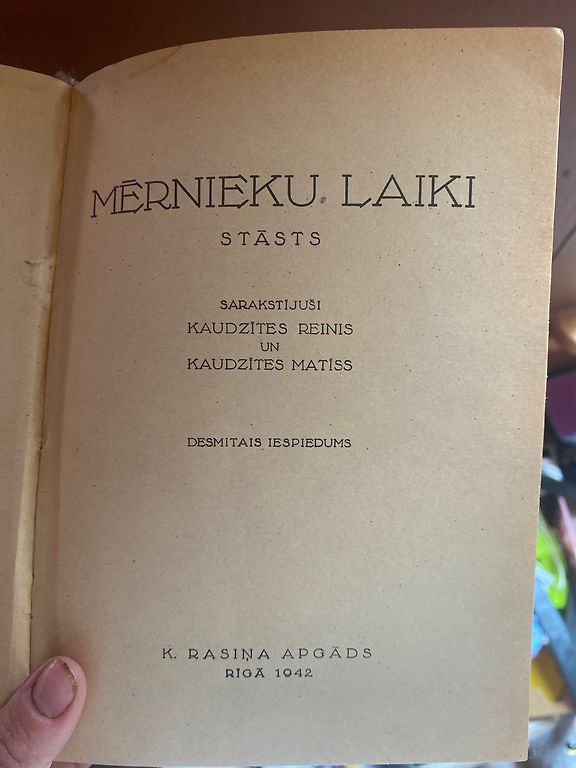 MĒRNIEKU LAIKI
STĀSTS
SARAKSTĪJUŠI
KAUDZĪTES REINIS
UN
KAUDZĪTES MATĪSS
DESMITAIS IESPIEDUMS
K. RASIŅA APGĀDS
RĪGĀ 1942